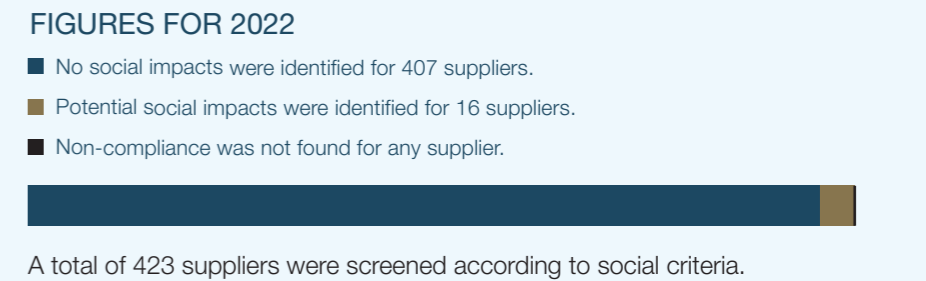 FIGURES FOR 2022
No social impacts were identified for 407 suppliers.
Potential social impacts were identified for 16 suppliers.
Non-compliance was not found for any supplier.
A total of 423 suppliers were screened according to social criteria.